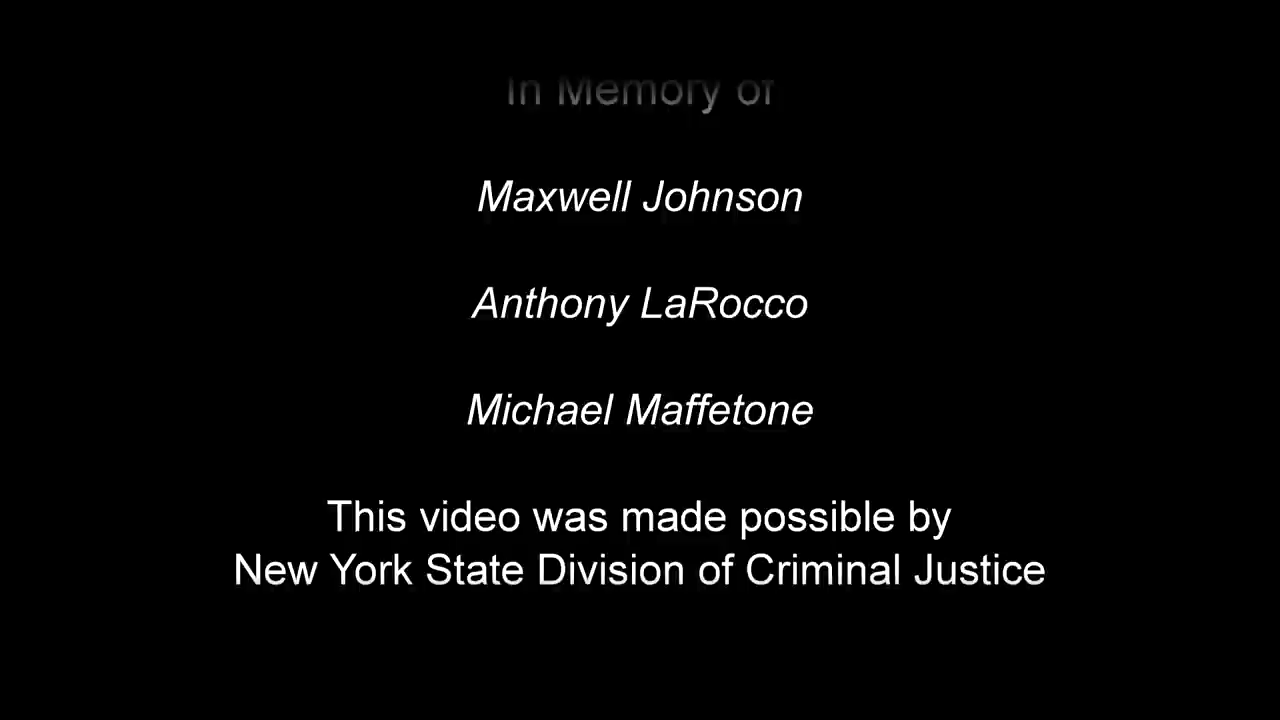 In Memory of
Maxwell Johnson
Anthony LaRocco
Michael Maffetone
This video was made possible by
New York State Division of Criminal Justice